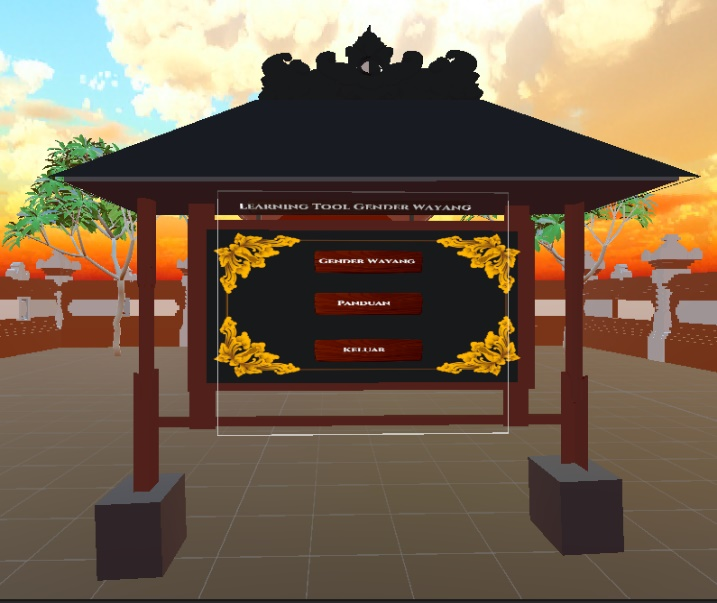 Learning Tool Gender Wayang
Gender Wayang
Panduan
Keluar